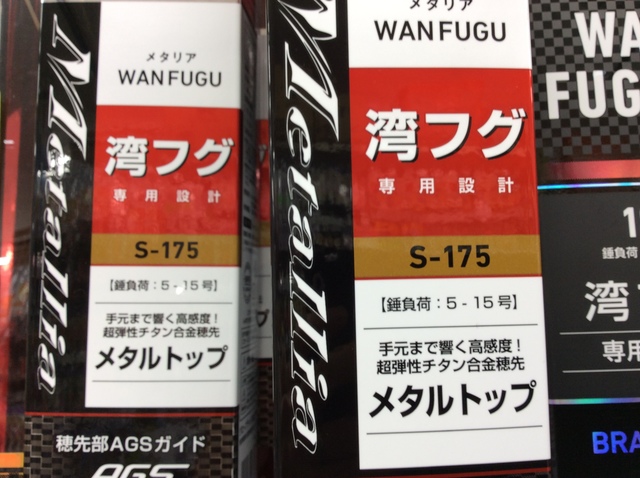 Metallia
メタリア
WANFUGU
湾フグ
専用設計
S-175
【錘負荷：5-15号】
手元まで響く高感度！
超弾性チタン合金穂先
メタルトップ
穂先部AGSガイド
AGS
Metallia
メタリア
WANFUGU
湾フグ
専用設計
S-175
【錘負荷：5-15号】
手元まで響く高感度！
超弾性チタン合金穂先
メタルトップ
WA
FUG
1
錘負荷
湾
専用
BRA